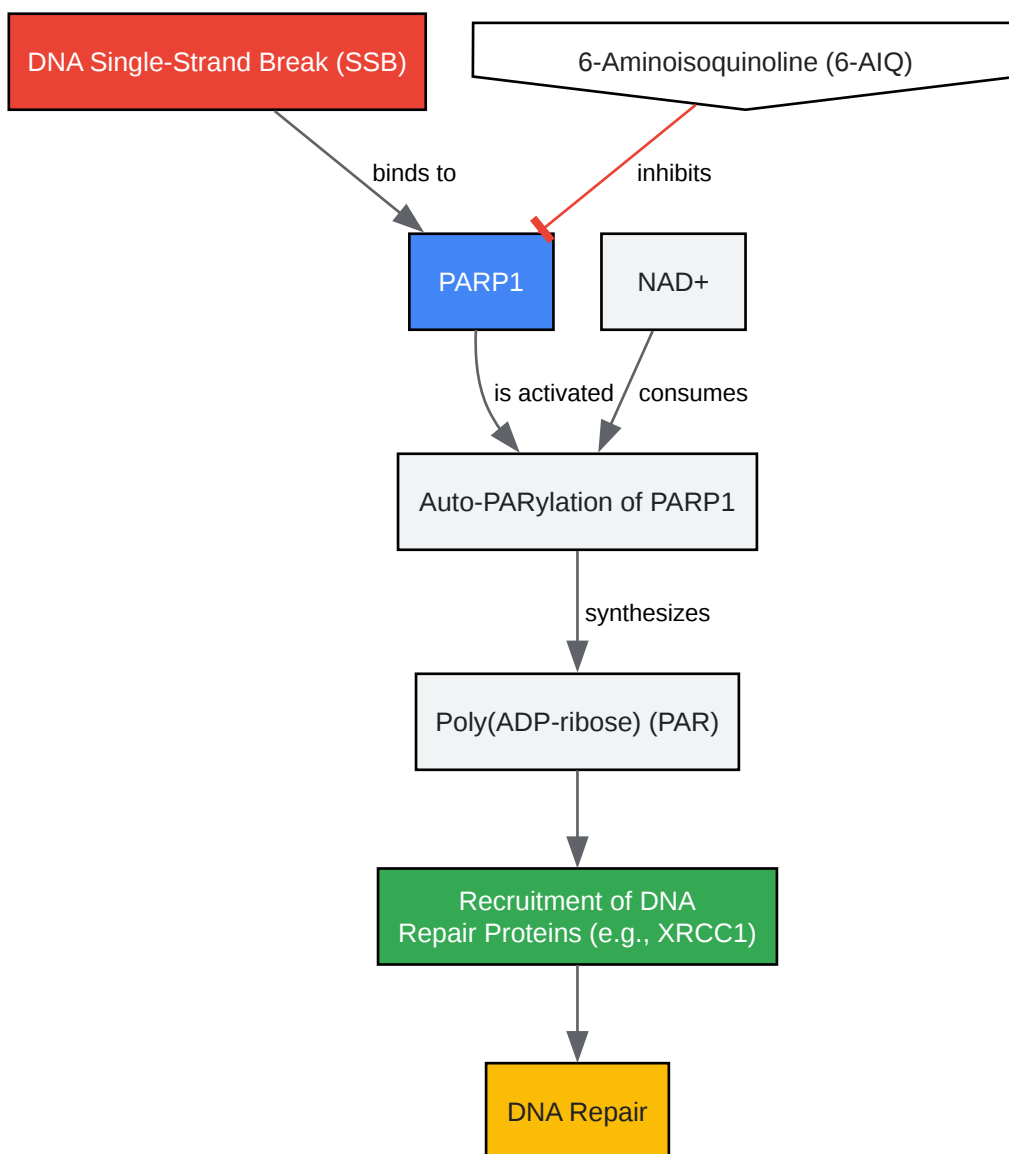 DNA Single-Strand Break (SSB)
6-Aminoisoquinoline (6-AIQ)
binds to
inhibits
PARP1
NAD+
is activated
consumes
Auto-PARylation of PARP1
synthesizes
Poly(ADP-ribose) (PAR)
Recruitment of DNA
Repair Proteins (e.g., XRCC1)
DNA Repair